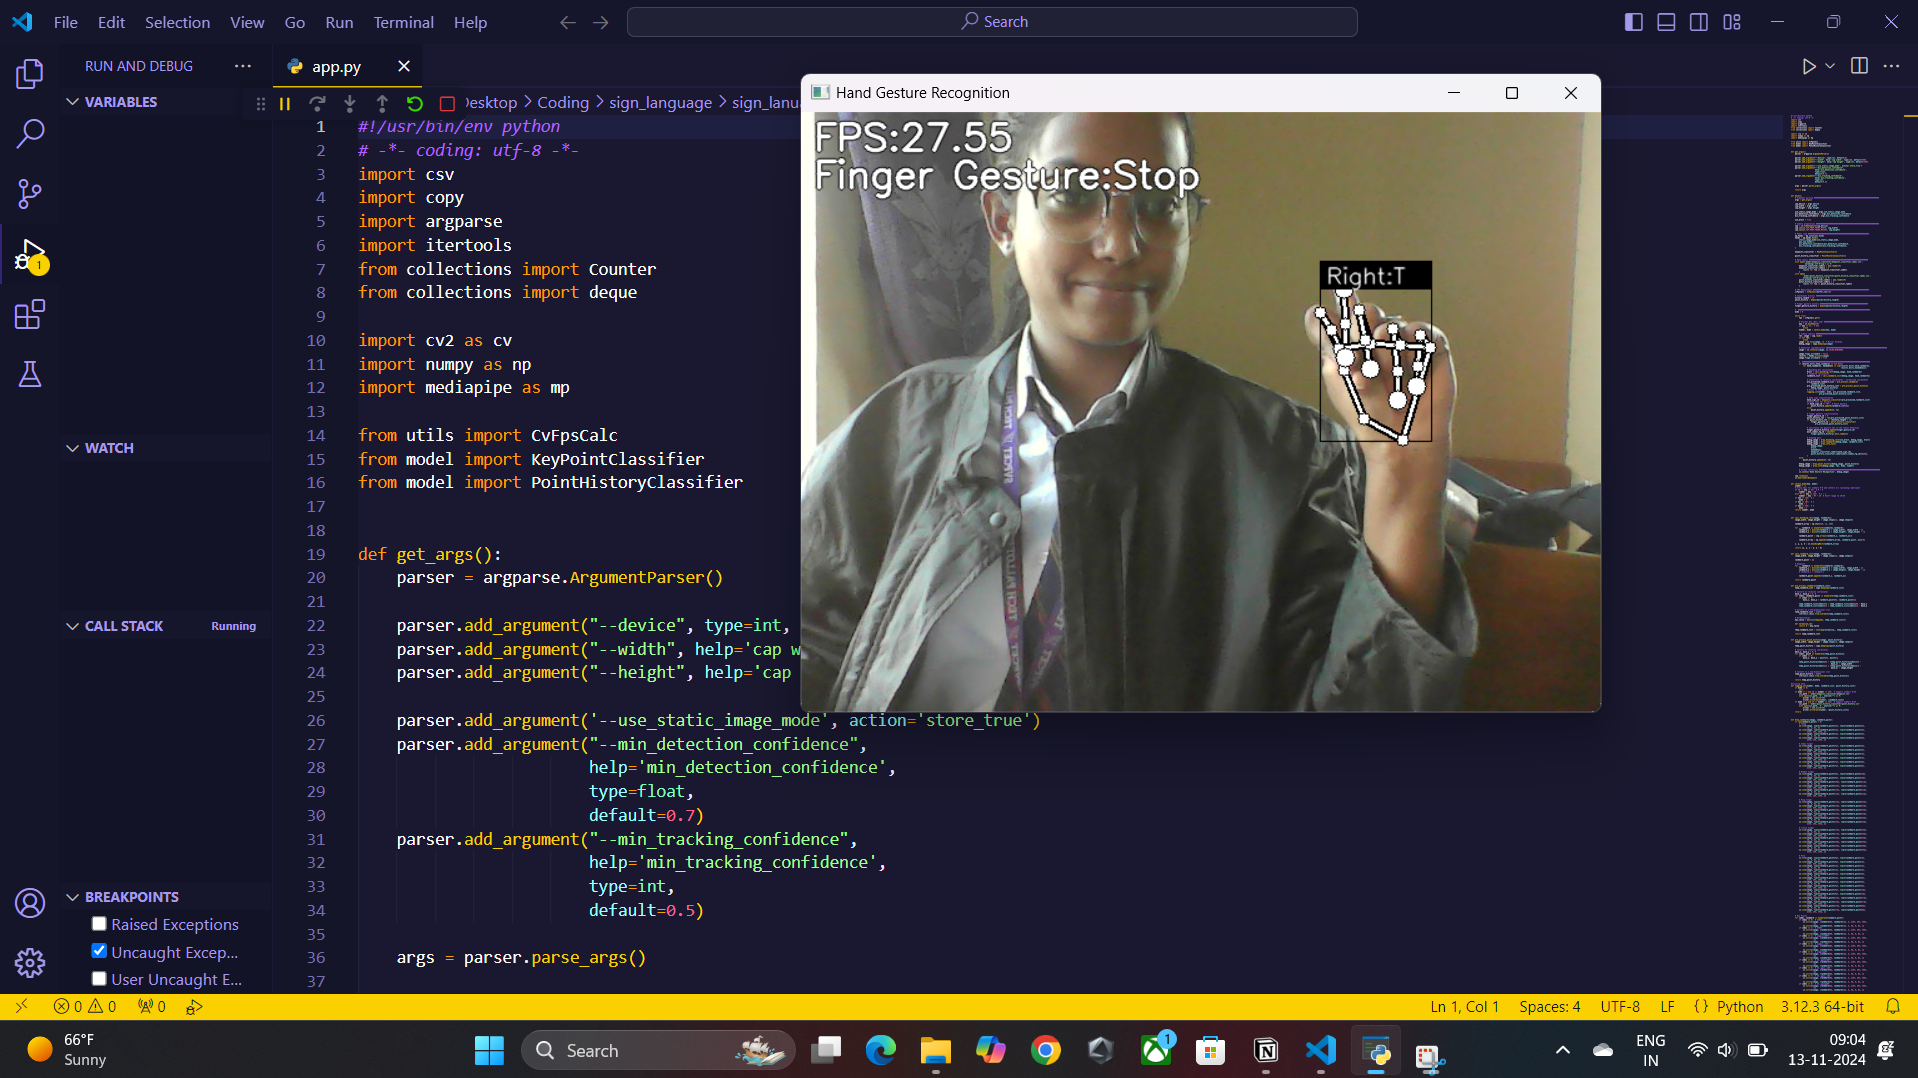 File Edit Selection View Go Run Terminal Help
Search
RUN AND DEBUG
app.py
VARIABLES
Coding > sign_language >
1 #!/usr/bin/env python
2 # -*- coding: utf-8 -*-
3 import csv
4 import copy
5 import argparse
6 import itertools
7 from collections import Counter
8 from collections import deque
9
10 import cv2 as cv
11 import numpy as np
12 import mediapipe as mp
13
14 from utils import CvFpsCalc
15 from model import KeyPointClassifier
16 from model import PointHistoryClassifier
17
18
19 def get_args():
20 parser = argparse.ArgumentParser()
21
22 parser.add_argument("--device", type=int,
23 parser.add_argument("--width", help='cap w
24 parser.add_argument("--height", help='cap
25
26 parser.add_argument('--use_static_image_mode', action='store_true')
27 parser.add_argument("--min_detection_confidence",
28 help='min_detection_confidence',
29 type=float,
30 default=0.7)
31 parser.add_argument("--min_tracking_confidence",
32 help='min_tracking_confidence',
33 type=int,
34 default=0.5)
35
36 args = parser.parse_args()
37
Hand Gesture Recognition
FPS:27.55
Finger Gesture:Stop
Right:T
WATCH
CALL STACK Running
BREAKPOINTS
Raised Exceptions
Uncaught Excep...
User Uncaught E...
1
0 0 0
Ln 1, Col 1 Spaces: 4 UTF-8 LF {} Python 3.12.3 64-bit
66°F
Sunny
Search
1
ENG
IN
09:04
13-11-2024